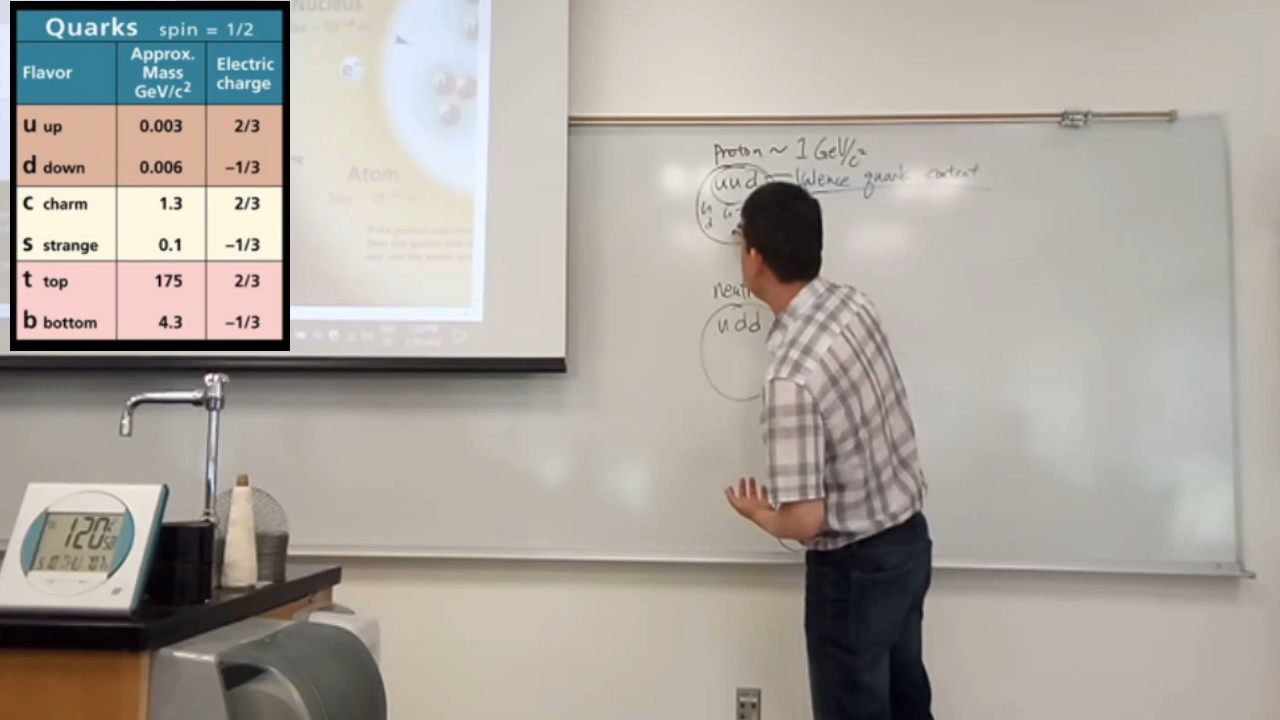 Quarks spin = 1/2
Flavor Approx. Mass GeV/c² Electric charge
u up 0.003 2/3
d down 0.006 –1/3
c charm 1.3 2/3
s strange 0.1 –1/3
t top 175 2/3
b bottom 4.3 –1/3
Nucleus
e⁻
Atom
Proton ~ 1 GeV/c²
uud Valence quark content
u
d
udd
120